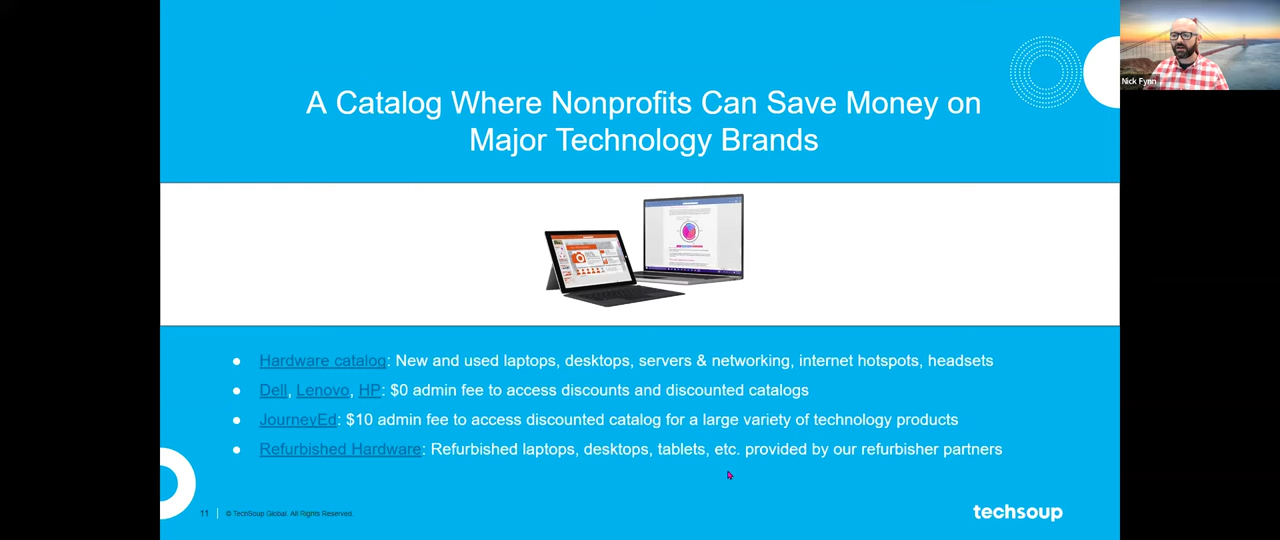 A Catalog Where Nonprofits Can Save Money on
Major Technology Brands
Nick Fynn
Hardware catalog: New and used laptops, desktops, servers & networking, internet hotspots, headsets
Dell, Lenovo, HP: $0 admin fee to access discounts and discounted catalogs
JourneyEd: $10 admin fee to access discounted catalog for a large variety of technology products
Refurbished Hardware: Refurbished laptops, desktops, tablets, etc. provided by our refurbisher partners
11
© TechSoup Global. All Rights Reserved.
techsoup